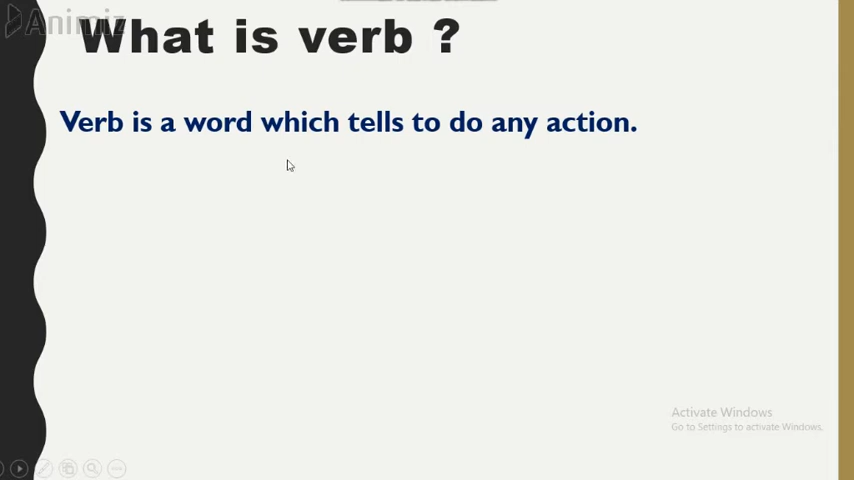 Animiz
What is verb ?
Verb is a word which tells to do any action.
Activate Windows
Go to Settings to activate Windows.